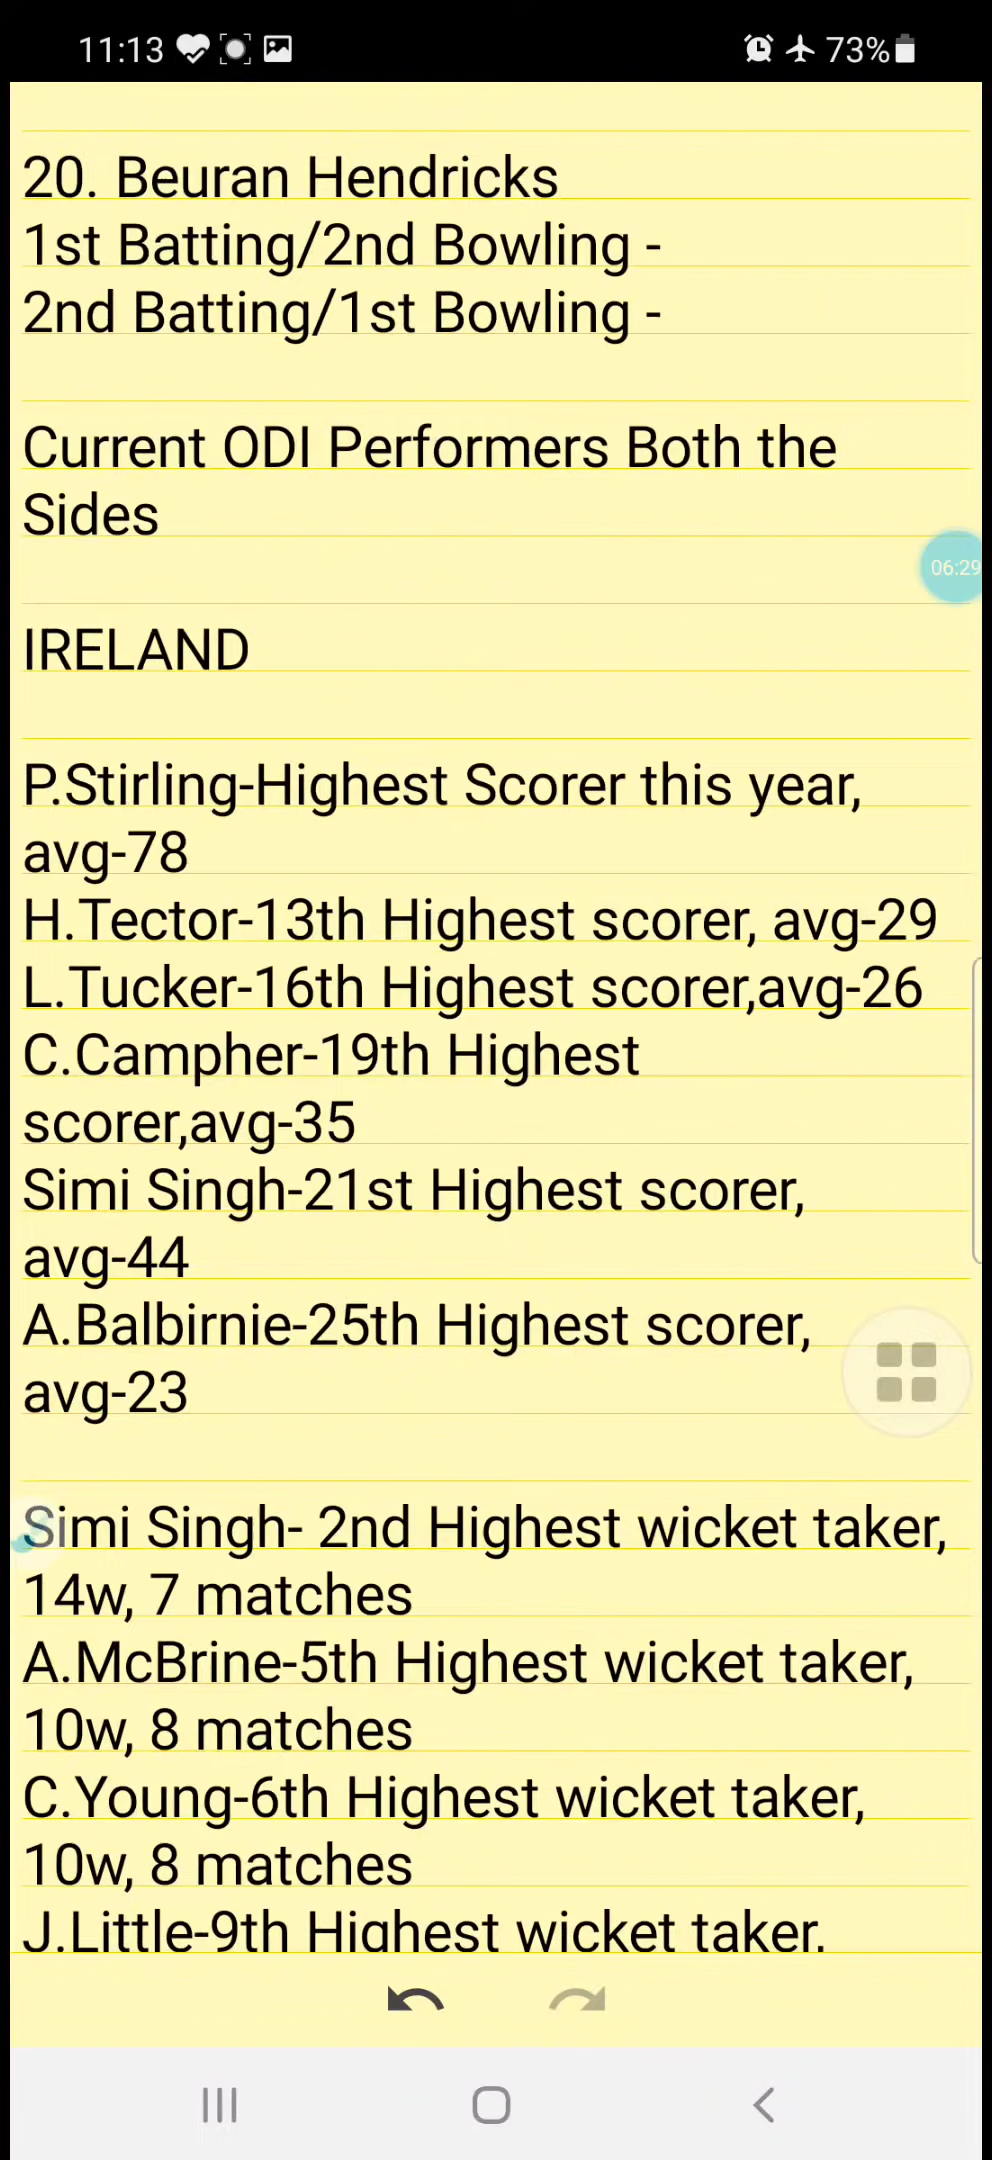 11:13 73%
20. Beuran Hendricks
1st Batting/2nd Bowling -
2nd Batting/1st Bowling -
Current ODI Performers Both the
Sides
06:29
IRELAND
P.Stirling-Highest Scorer this year,
avg-78
H.Tector-13th Highest scorer, avg-29
L.Tucker-16th Highest scorer,avg-26
C.Campher-19th Highest
scorer,avg-35
Simi Singh-21st Highest scorer,
avg-44
A.Balbirnie-25th Highest scorer,
avg-23
Simi Singh- 2nd Highest wicket taker,
14w, 7 matches
A.McBrine-5th Highest wicket taker,
10w, 8 matches
C.Young-6th Highest wicket taker,
10w, 8 matches
J.Little-9th Highest wicket taker,